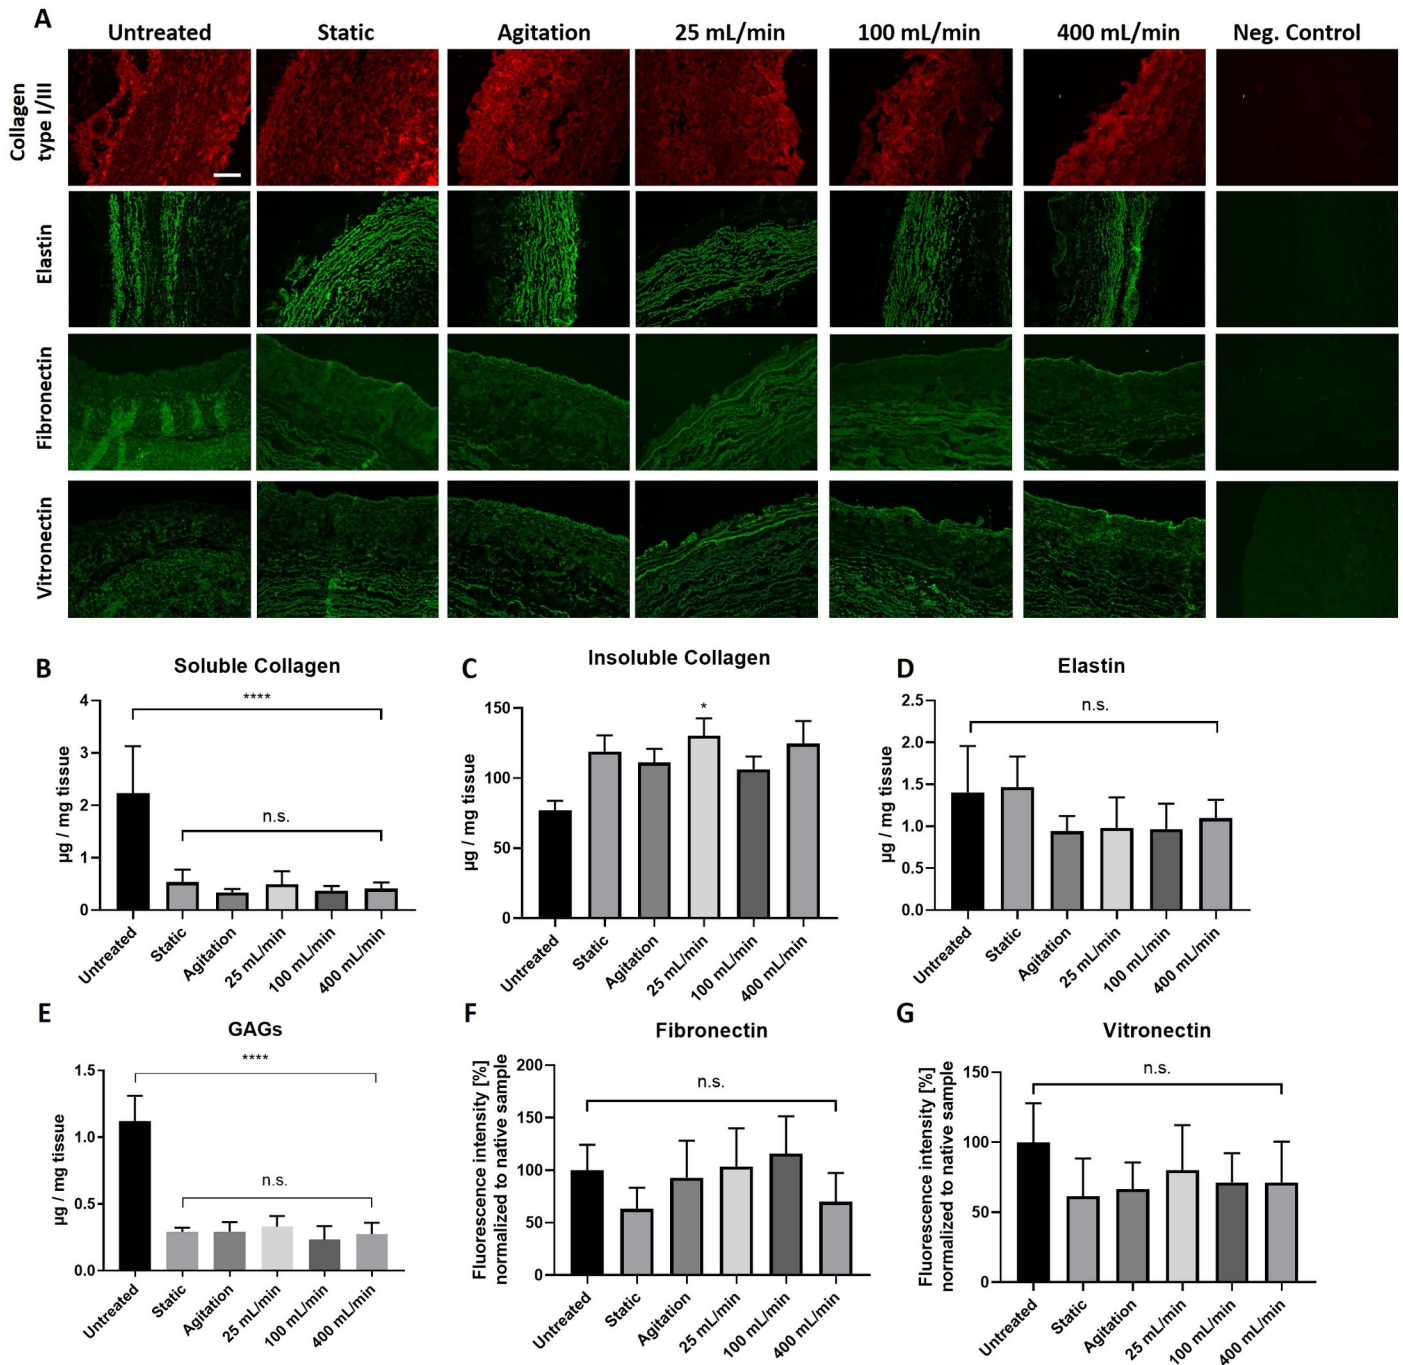 A
Untreated Static Agitation 25 mL/min 100 mL/min 400 mL/min Neg. Control
Collagen
type I/III
Elastin
Fibronectin
Vitronectin
B
Soluble Collagen
µg / mg tissue
4
3
2
1
0
****
n.s.
Untreated
Static
Agitation
25 mL/min
100 mL/min
400 mL/min
C
Insoluble Collagen
µg / mg tissue
150
100
50
0
*
Untreated
Static
Agitation
25 mL/min
100 mL/min
400 mL/min
D
Elastin
µg / mg tissue
2.5
2.0
1.5
1.0
0.5
0.0
n.s.
Untreated
Static
Agitation
25 mL/min
100 mL/min
400 mL/min
E
GAGs
µg / mg tissue
1.5
1.0
0.5
0.0
****
n.s.
Untreated
Static
Agitation
25 mL/min
100 mL/min
400 mL/min
F
Fibronectin
Fluorescence intensity [%]
normalized to native sample
200
150
100
50
0
n.s.
Untreated
Static
Agitation
25 mL/min
100 mL/min
400 mL/min
G
Vitronectin
Fluorescence intensity [%]
normalized to native sample
150
100
50
0
n.s.
Untreated
Static
Agitation
25 mL/min
100 mL/min
400 mL/min